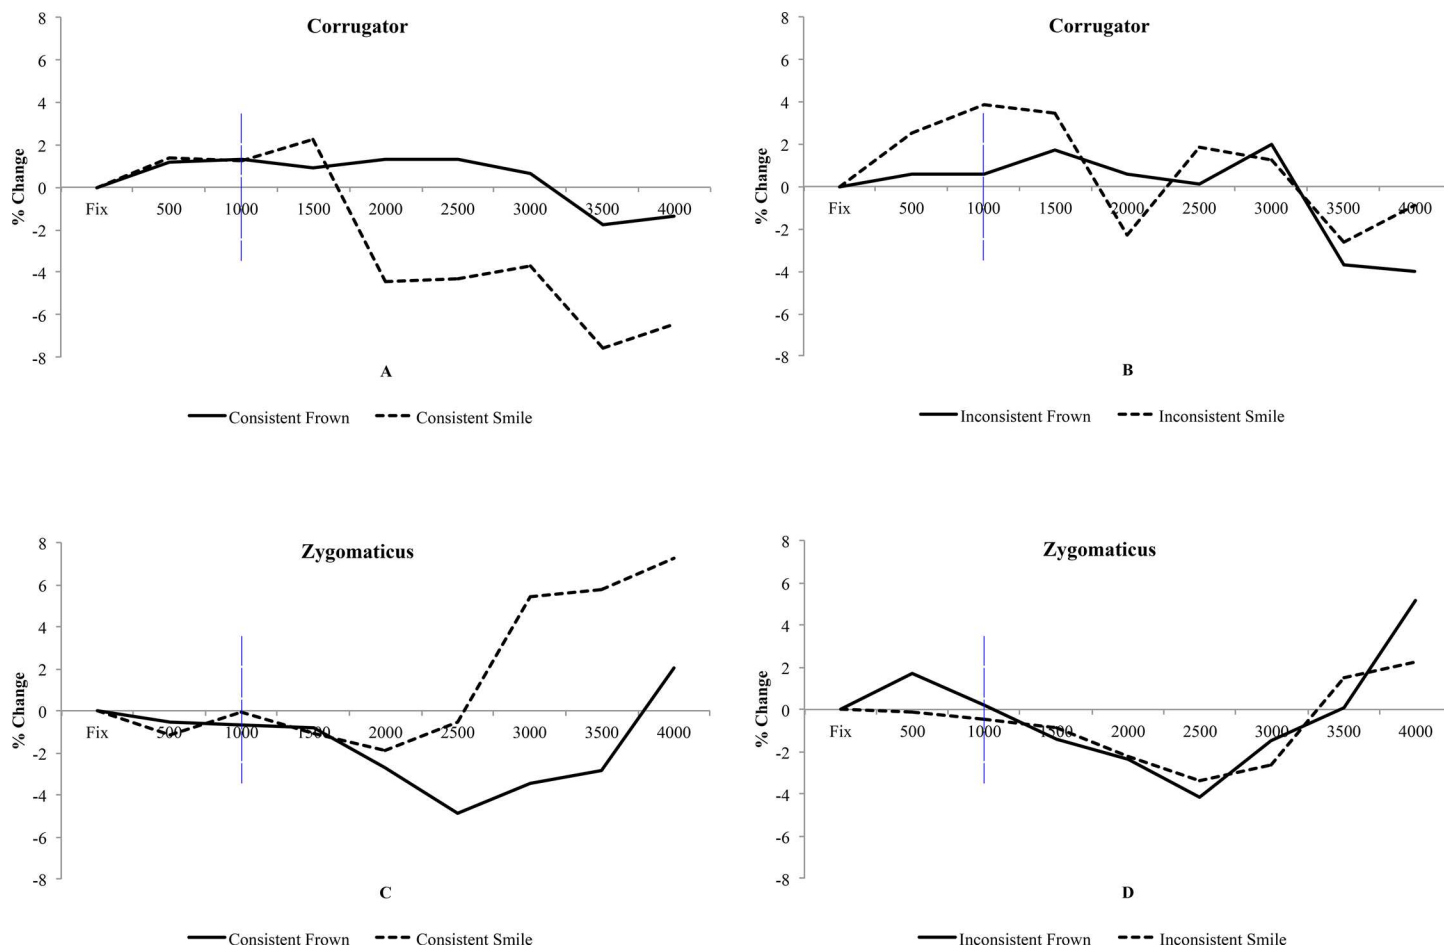 Corrugator
% Change
8
6
4
2
0
-2
-4
-6
-8
Fix 500 1000 1500 2000 2500 3000 3500 4000
A
Consistent Frown Consistent Smile
Corrugator
% Change
8
6
4
2
0
-2
-4
-6
-8
Fix 500 1000 1500 2000 2500 3000 3500 4000
B
Inconsistent Frown Inconsistent Smile
Zygomaticus
% Change
8
6
4
2
0
-2
-4
-6
-8
Fix 500 1000 1500 2000 2500 3000 3500 4000
C
Consistent Frown Consistent Smile
Zygomaticus
% Change
8
6
4
2
0
-2
-4
-6
-8
Fix 500 1000 1500 2000 2500 3000 3500 4000
D
Inconsistent Frown Inconsistent Smile